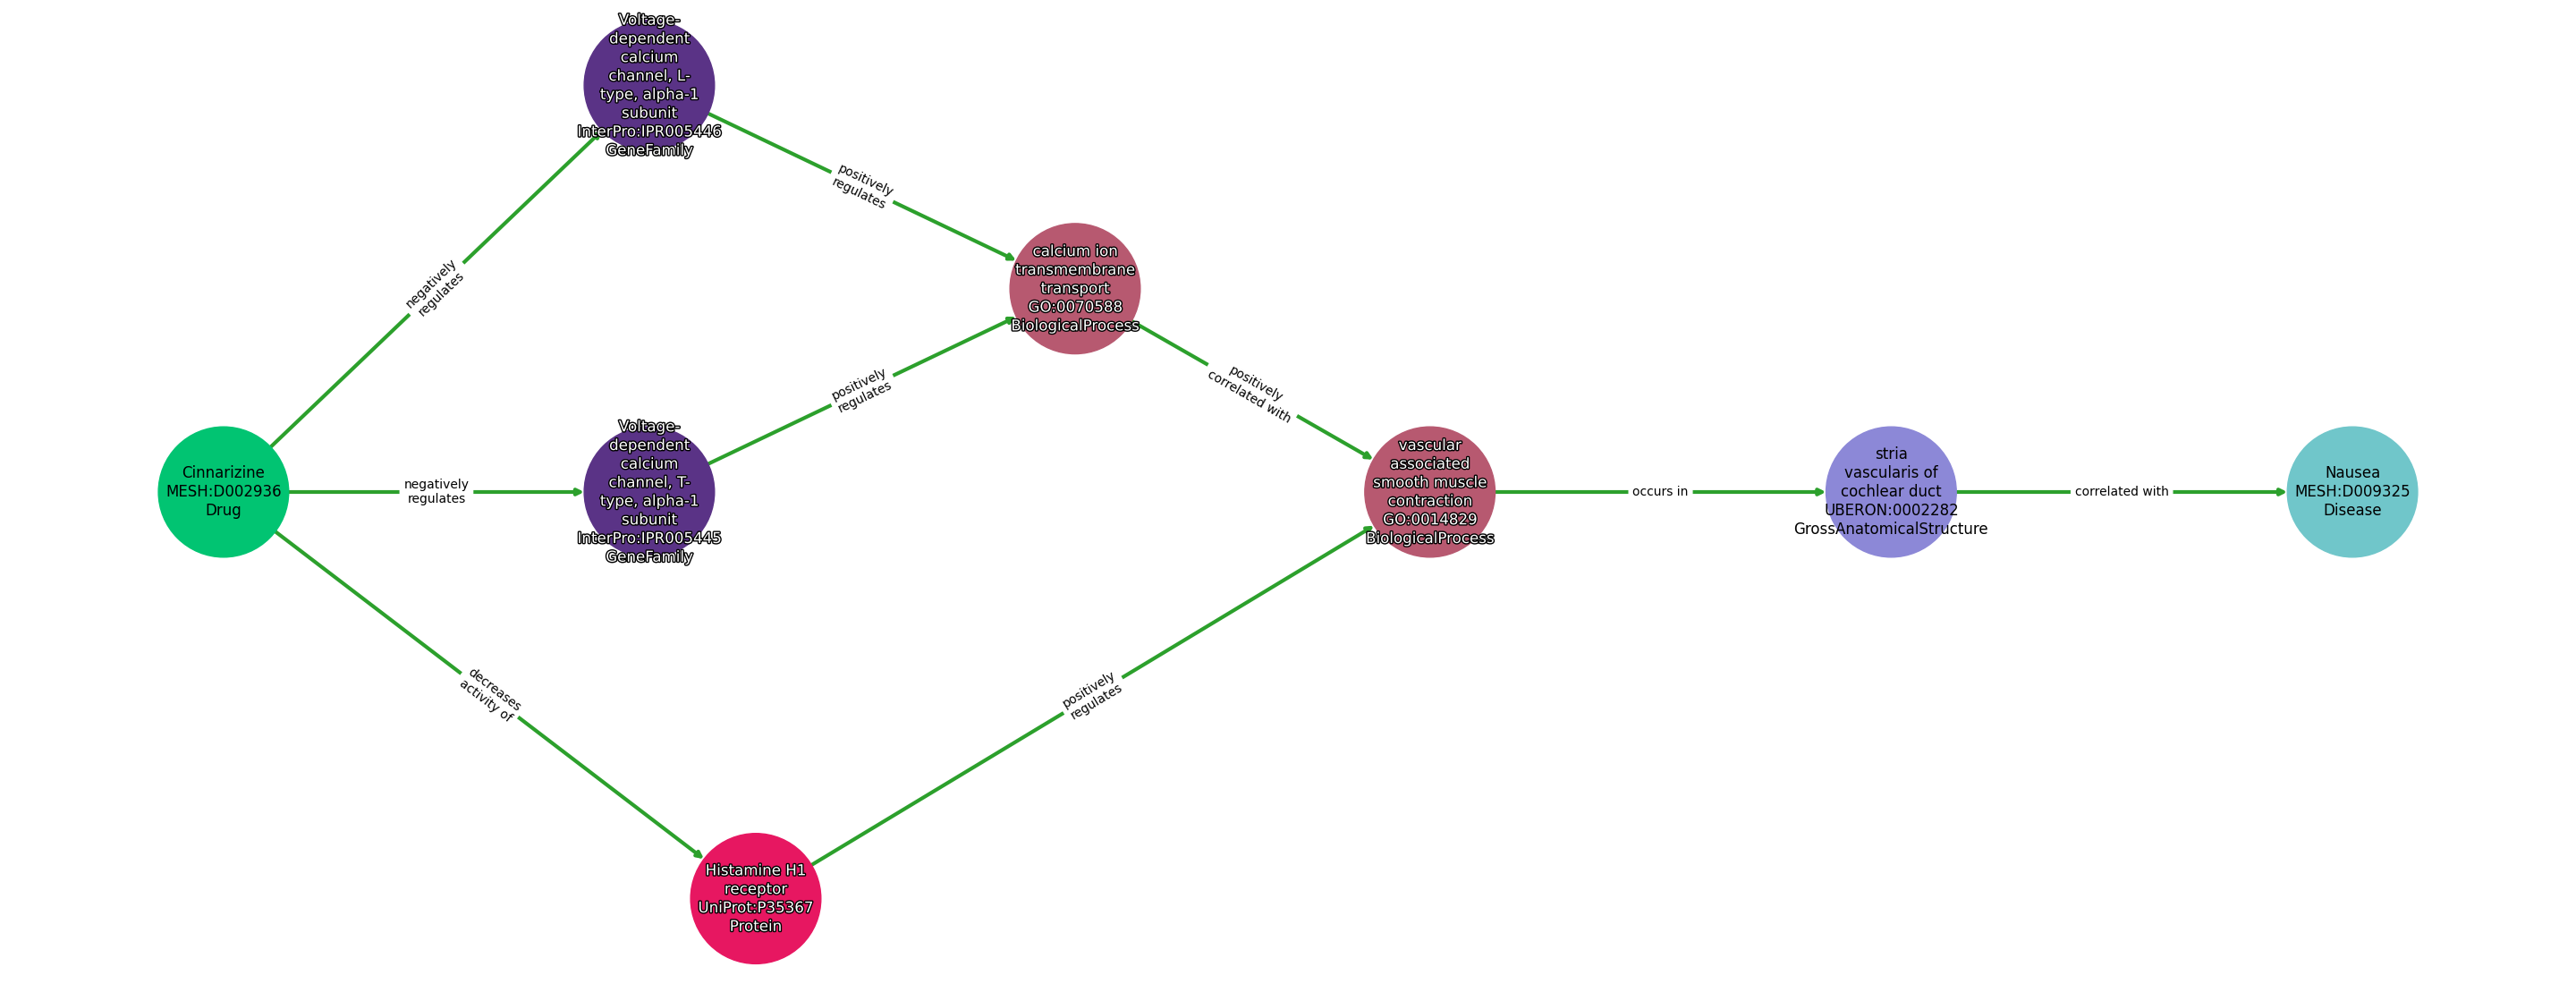 Voltage-
dependent
calcium
channel, L-
type, alpha-1
subunit
InterPro:IPR005446
GeneFamily
positively
regulates
negatively
regulates
calcium ion
transmembrane
transport
GO:0070588
BiologicalProcess
positively
regulates
positively
correlated with
Cinnarizine
MESH:D002936
Drug
negatively
regulates
Voltage-
dependent
calcium
channel, T-
type, alpha-1
subunit
InterPro:IPR005445
GeneFamily
vascular
associated
smooth muscle
contraction
GO:0014829
BiologicalProcess
occurs in
stria
vascularis of
cochlear duct
UBERON:0002282
GrossAnatomicalStructure
correlated with
Nausea
MESH:D009325
Disease
decreases
activity of
positively
regulates
Histamine H1
receptor
UniProt:P35367
Protein